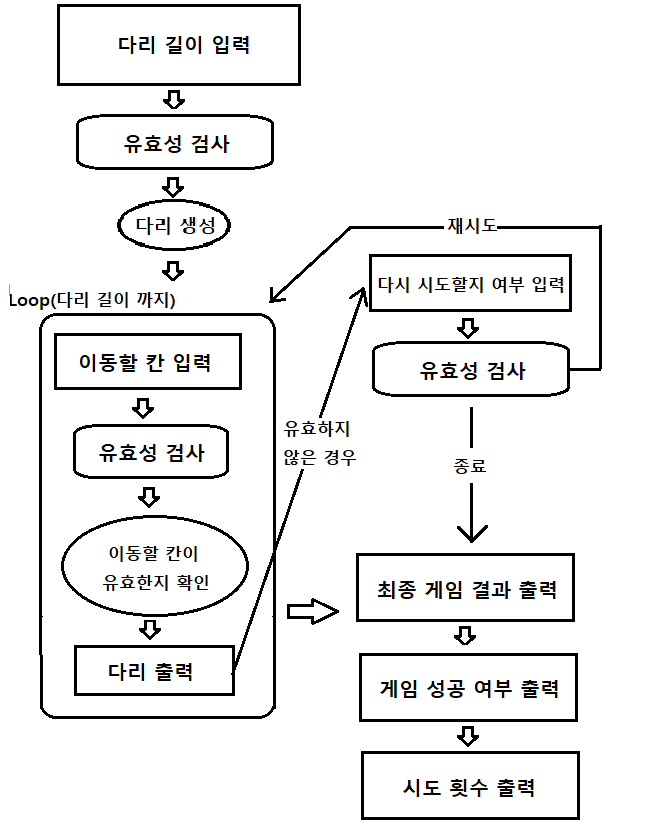 다리 길이 입력
유효성 검사
다리 생성
Loop(다리 길이 까지)
이동할 칸 입력
유효성 검사
이동할 칸이
유효한지 확인
다리 출력
유효하지
않은 경우
재시도
다시 시도할지 여부 입력
유효성 검사
종료
최종 게임 결과 출력
게임 성공 여부 출력
시도 횟수 출력